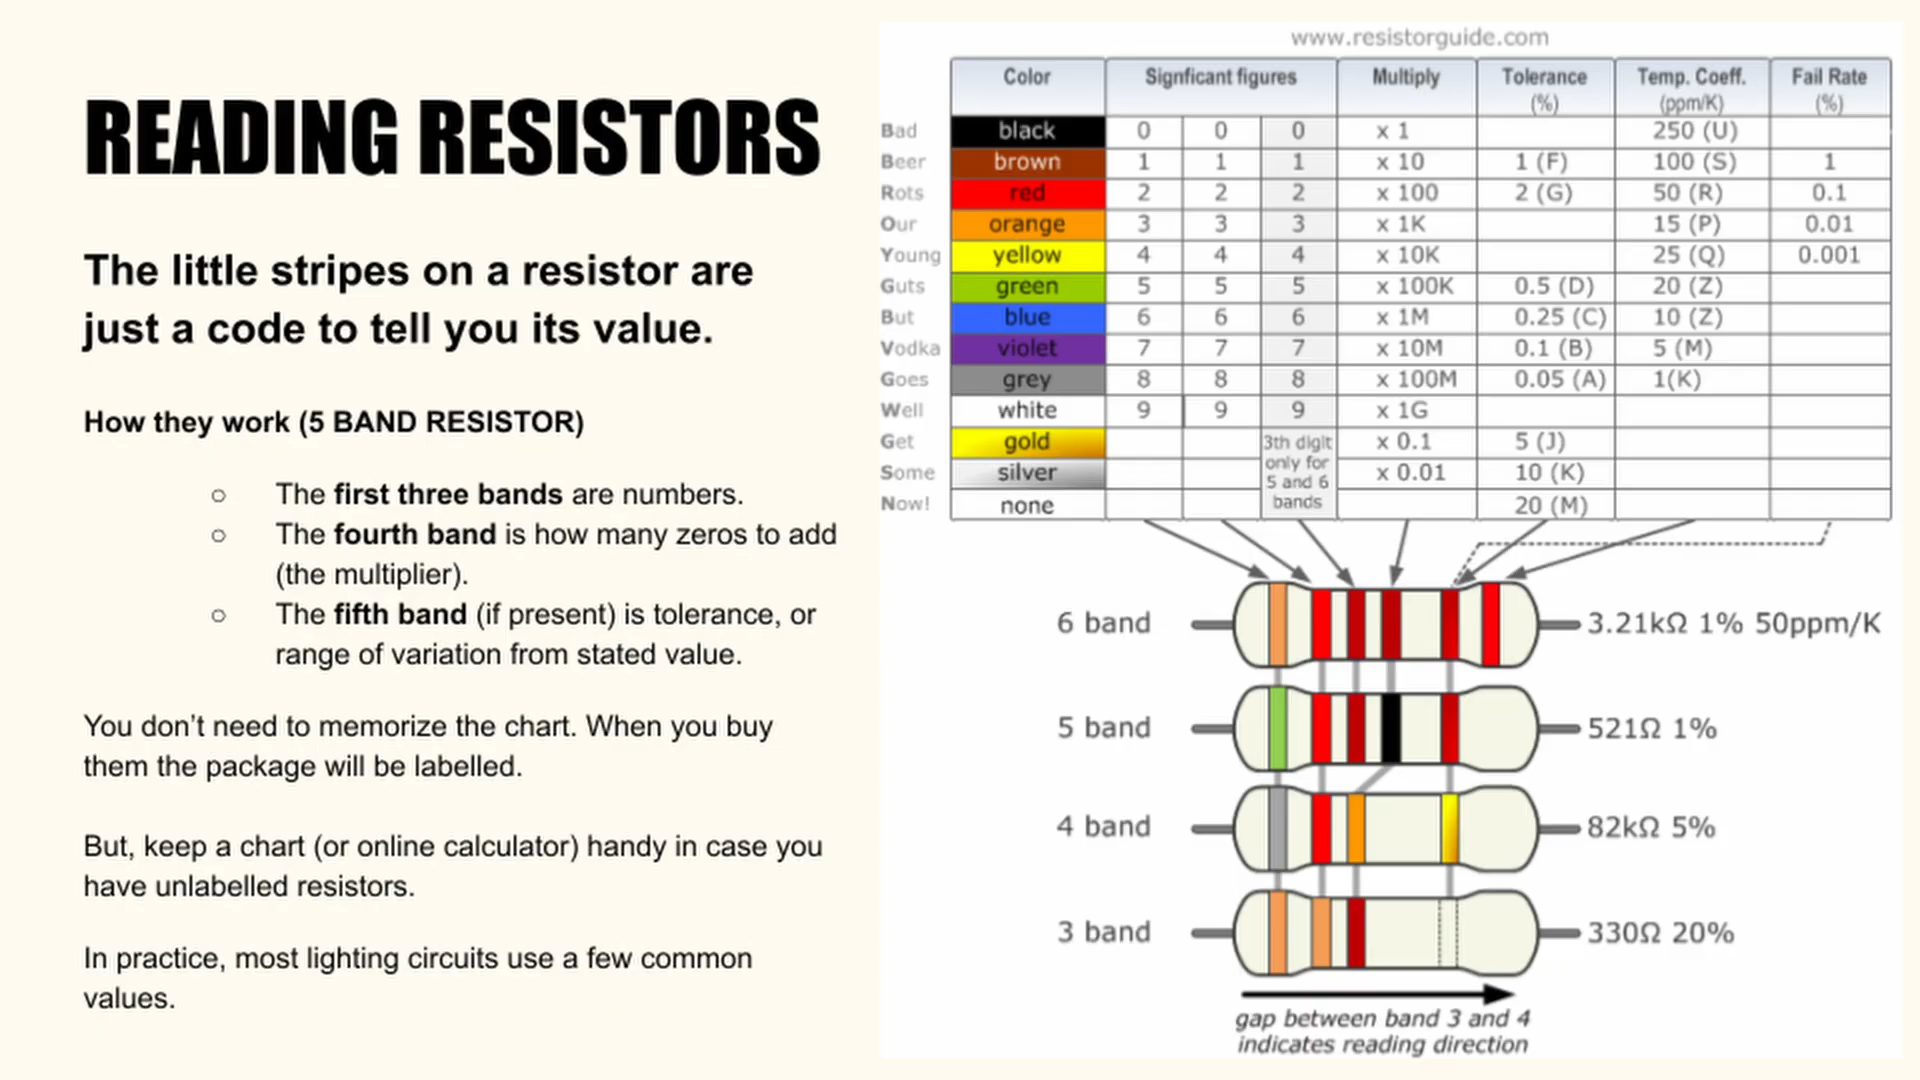 READING RESISTORS
The little stripes on a resistor are
just a code to tell you its value.
How they work (5 BAND RESISTOR)
○ The first three bands are numbers.
○ The fourth band is how many zeros to add
(the multiplier).
○ The fifth band (if present) is tolerance, or
range of variation from stated value.
You don’t need to memorize the chart. When you buy
them the package will be labelled.
But, keep a chart (or online calculator) handy in case you
have unlabelled resistors.
In practice, most lighting circuits use a few common
values.
www.resistorguide.com
Color Signficant figures Multiply Tolerance Temp. Coeff. Fail Rate
(%) (ppm/K) (%)
Bad black 0 0 0 x 1 250 (U)
Beer brown 1 1 1 x 10 1 (F) 100 (S) 1
Rots red 2 2 2 x 100 2 (G) 50 (R) 0.1
Our orange 3 3 3 x 1K 15 (P) 0.01
Young yellow 4 4 4 x 10K 25 (Q) 0.001
Guts green 5 5 5 x 100K 0.5 (D) 20 (Z)
But blue 6 6 6 x 1M 0.25 (C) 10 (Z)
Vodka violet 7 7 7 x 10M 0.1 (B) 5 (M)
Goes grey 8 8 8 x 100M 0.05 (A) 1(K)
Well white 9 9 9 x 1G
Get gold 3th digit x 0.1 5 (J)
only for
Some silver x 0.01 10 (K)
5 and 6
bands
Now! none 20 (M)
6 band 3.21kΩ 1% 50ppm/K
5 band 521Ω 1%
4 band 82kΩ 5%
3 band 330Ω 20%
gap between band 3 and 4
indicates reading direction